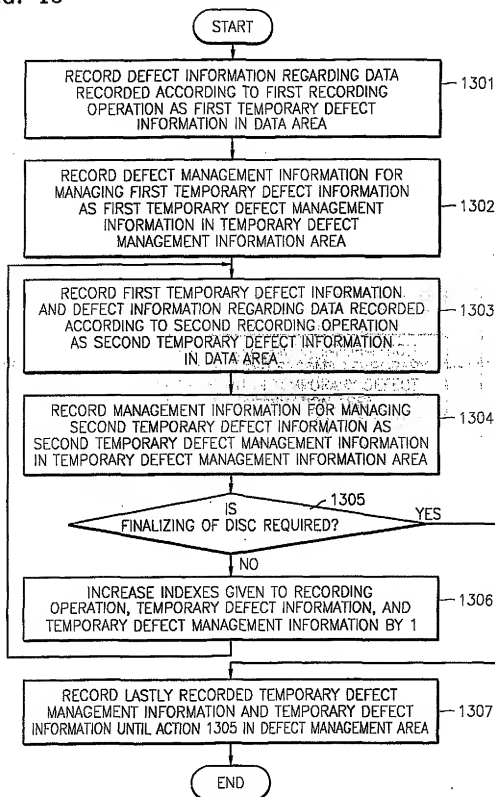 START
RECORD DEFECT INFORMATION REGARDING DATA
RECORDED ACCORDING TO FIRST RECORDING
OPERATION AS FIRST TEMPORARY DEFECT
INFORMATION IN DATA AREA
1301
RECORD DEFECT MANAGEMENT INFORMATION FOR
MANAGING FIRST TEMPORARY DEFECT INFORMATION
AS FIRST TEMPORARY DEFECT MANAGEMENT
INFORMATION IN TEMPORARY DEFECT
MANAGEMENT INFORMATION AREA
1302
RECORD FIRST TEMPORARY DEFECT INFORMATION
AND DEFECT INFORMATION REGARDING DATA RECORDED
ACCORDING TO SECOND RECORDING OPERATION
AS SECOND TEMPORARY DEFECT INFORMATION
IN DATA AREA
1303
RECORD MANAGEMENT INFORMATION FOR MANAGING
SECOND TEMPORARY DEFECT INFORMATION AS
SECOND TEMPORARY DEFECT MANAGEMENT INFORMATION
IN TEMPORARY DEFECT MANAGEMENT INFORMATION AREA
1304
1305
IS
FINALIZING OF DISC REQUIRED?
YES
NO
INCREASE INDEXES GIVEN TO RECORDING
OPERATION, TEMPORARY DEFECT INFORMATION, AND
TEMPORARY DEFECT MANAGEMENT INFORMATION BY 1
1306
RECORD LASTLY RECORDED TEMPORARY DEFECT
MANAGEMENT INFORMATION AND TEMPORARY DEFECT
INFORMATION UNTIL ACTION 1305 IN DEFECT MANAGEMENT AREA
1307
END